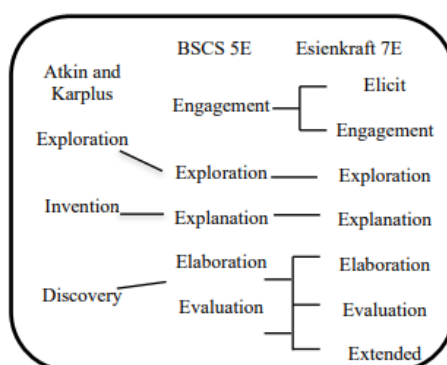 BSCS 5E
Esienkraft 7E
Atkin and
Karplus
Elicit
Engagement
Engagement
Exploration
Exploration
Exploration
Invention
Explanation
Explanation
Elaboration
Elaboration
Discovery
Evaluation
Evaluation
Extended